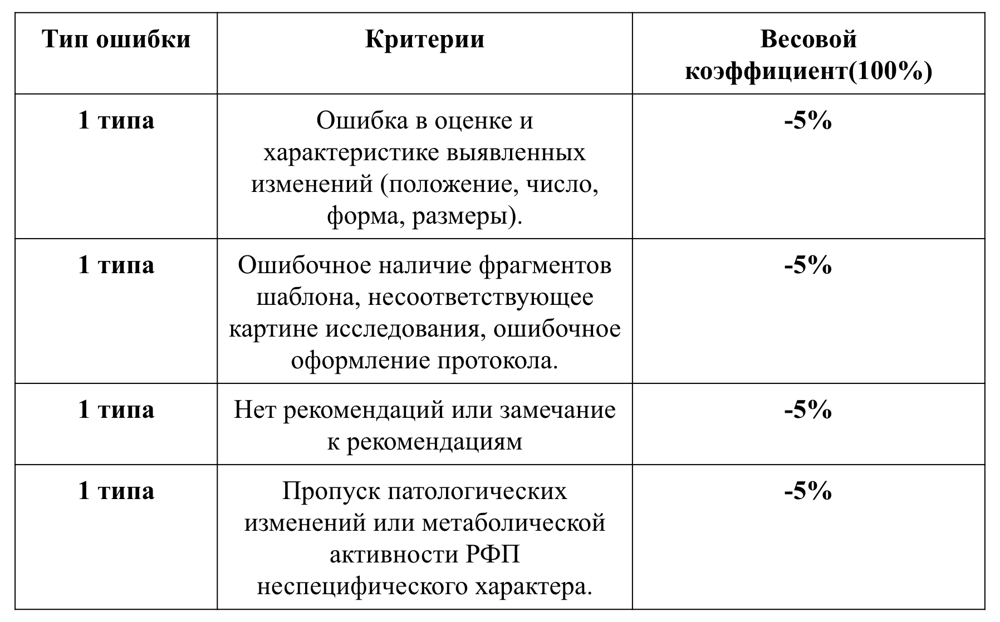 Тип ошибки
Критерии
Весовой
коэффициент(100%)
1 типа
Ошибка в оценке и
характеристике выявленных
изменений (положение, число,
форма, размеры).
-5%
1 типа
Ошибочное наличие фрагментов
шаблона, несоответствующее
картине исследования, ошибочное
оформление протокола.
-5%
1 типа
Нет рекомендаций или замечание
к рекомендациям
-5%
1 типа
Пропуск патологических
изменений или метаболической
активности РФП
неспецифического характера.
-5%